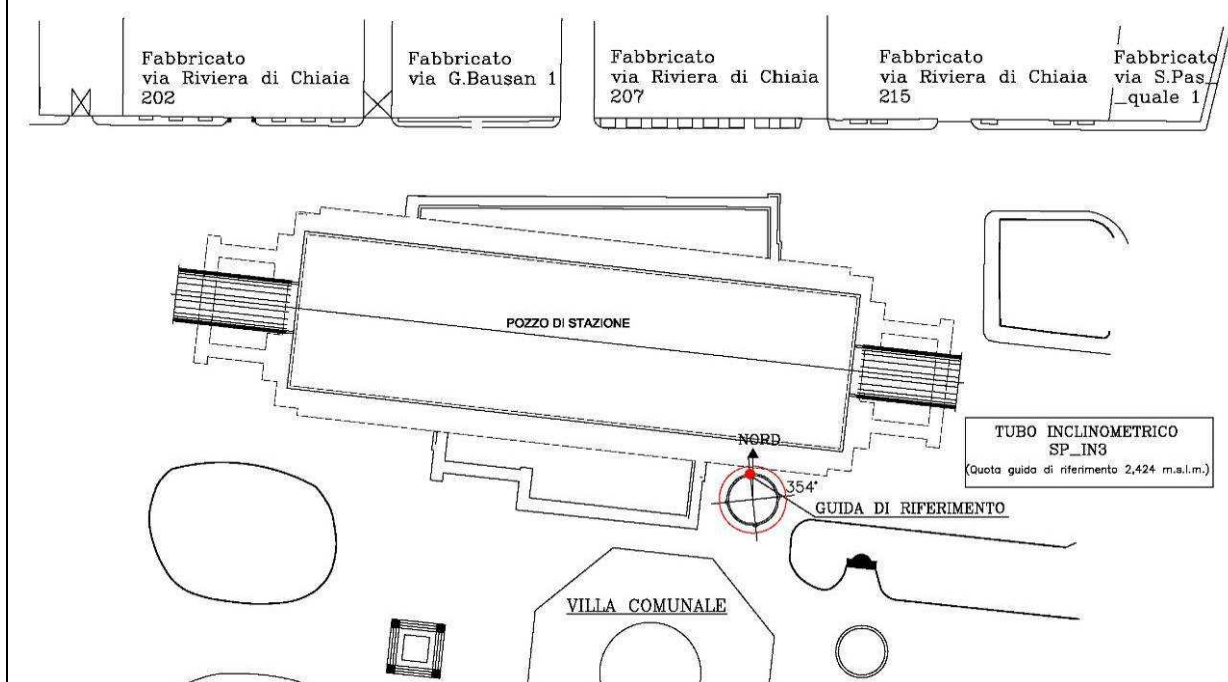 Fabbricato
via Riviera di Chiaia
202
Fabbricato
via G.Bausan 1
Fabbricato
via Riviera di Chiaia
207
Fabbricato
via Riviera di Chiaia
215
Fabbricato
via S.Pas_
_quale 1
POZZO DI STAZIONE
NORD
354°
GUIDA DI RIFERIMENTO
TUBO INCLINOMETRICO
SP_IN3
(Quota guida di riferimento 2,424 m.s.l.m.)
VILLA COMUNALE